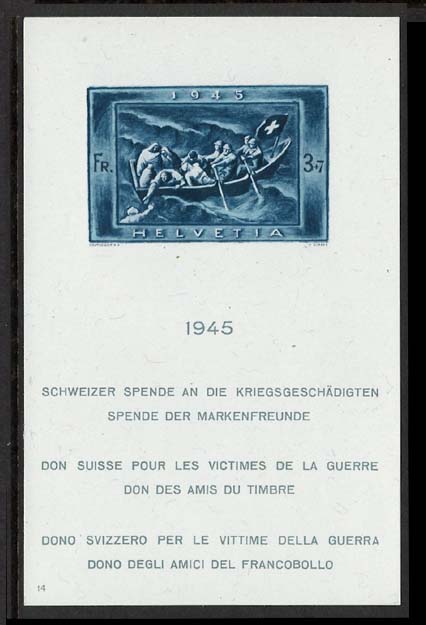 1945
FR. 3+7
HELVETIA
1945
SCHWEIZER SPENDE AN DIE KRIEGSGESCHÄDIGTEN
SPENDE DER MARKENFREUNDE
DON SUISSE POUR LES VICTIMES DE LA GUERRE
DON DES AMIS DU TIMBRE
DONO SVIZZERO PER LE VITTIME DELLA GUERRA
DONO DEGLI AMICI DEL FRANCOBOLLO
14